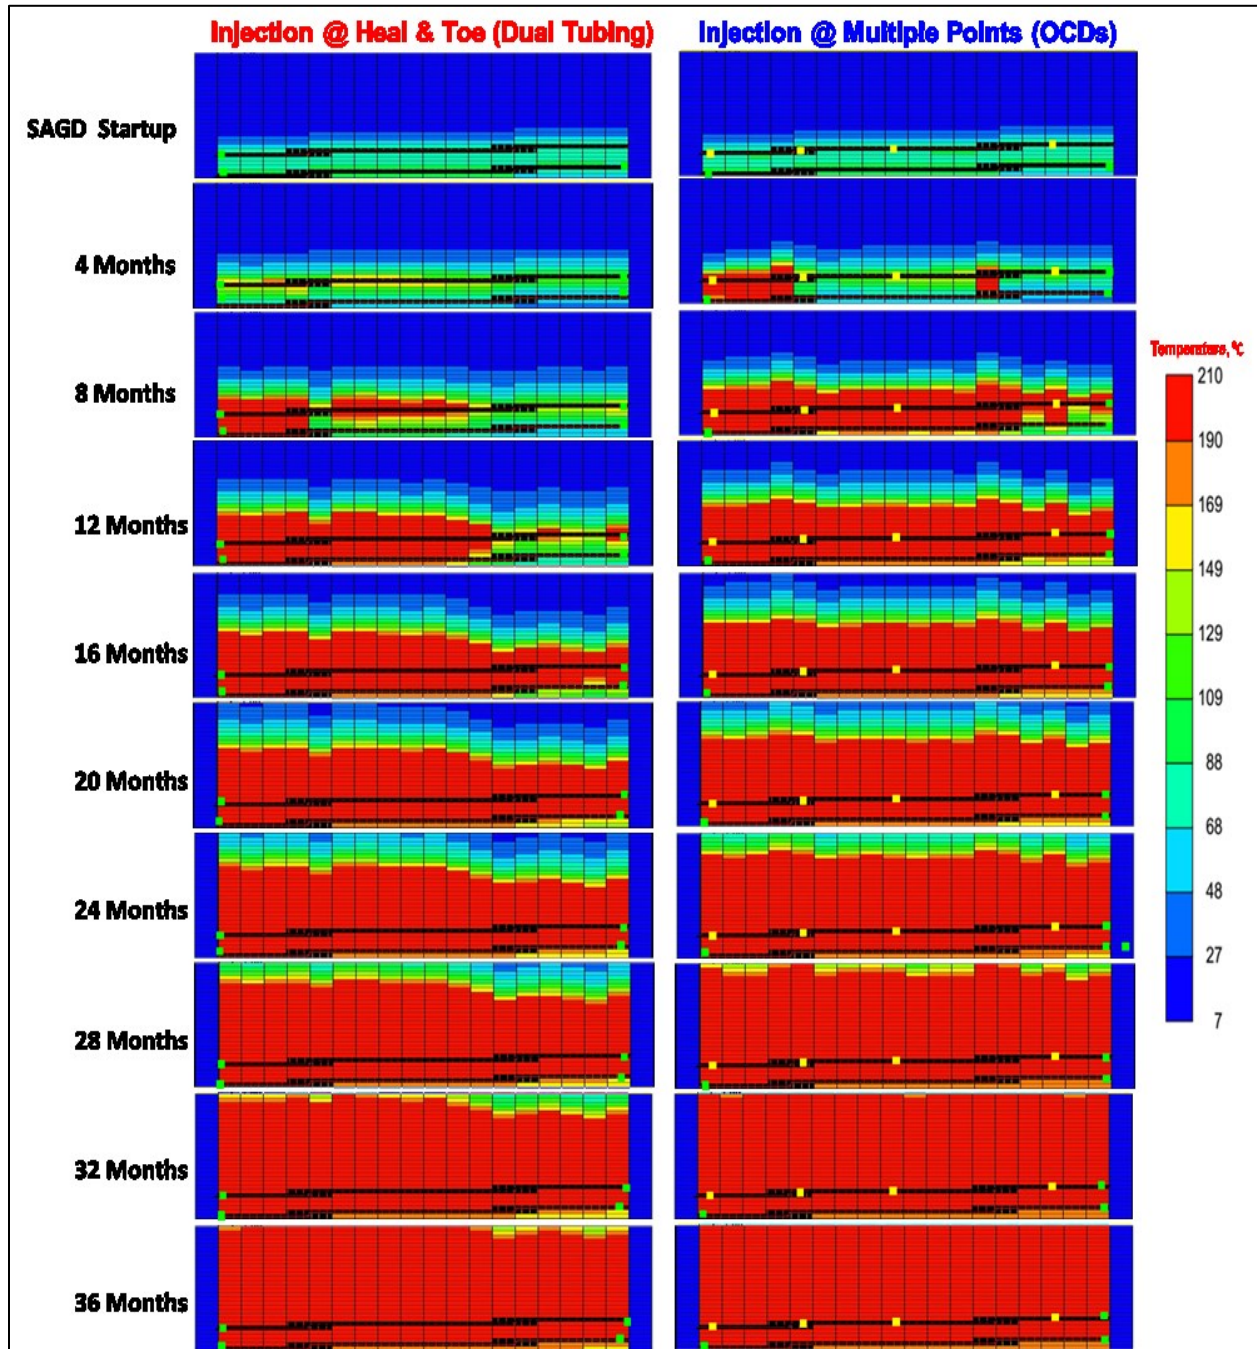 Injection @ Heal & Toe (Dual Tubing)
Injection @ Multiple Points (OCDs)
SAGD Startup
4 Months
8 Months
12 Months
16 Months
20 Months
24 Months
28 Months
32 Months
36 Months
Temperature, °C
210
190
169
149
129
109
88
68
48
27
7